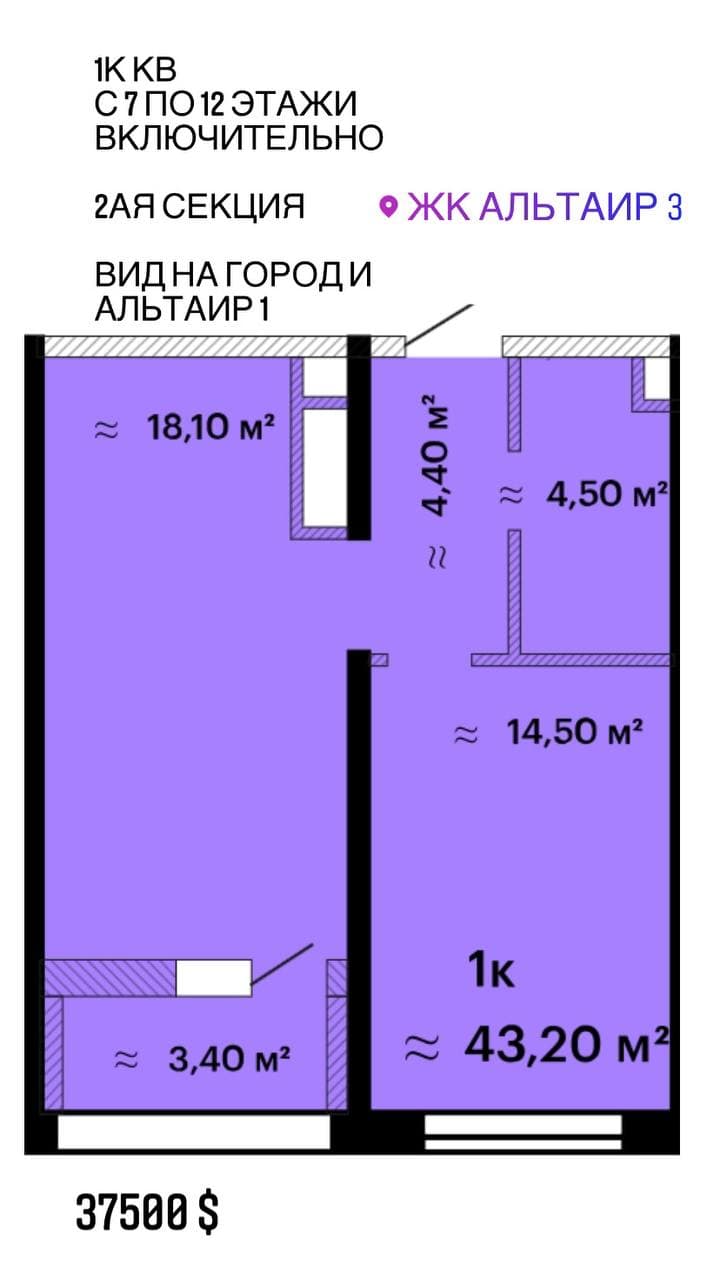 1К КВ
С 7 ПО 12 ЭТАЖИ
ВКЛЮЧИТЕЛЬНО
2АЯ СЕКЦИЯ
ЖК АЛЬТАИР 3
ВИД НА ГОРОД И
АЛЬТАИР 1
≈ 18,10 м²
≈ 4,40 м²
≈ 4,50 м²
≈ 14,50 м²
1к
≈ 43,20 м²
≈ 3,40 м²
37500 $